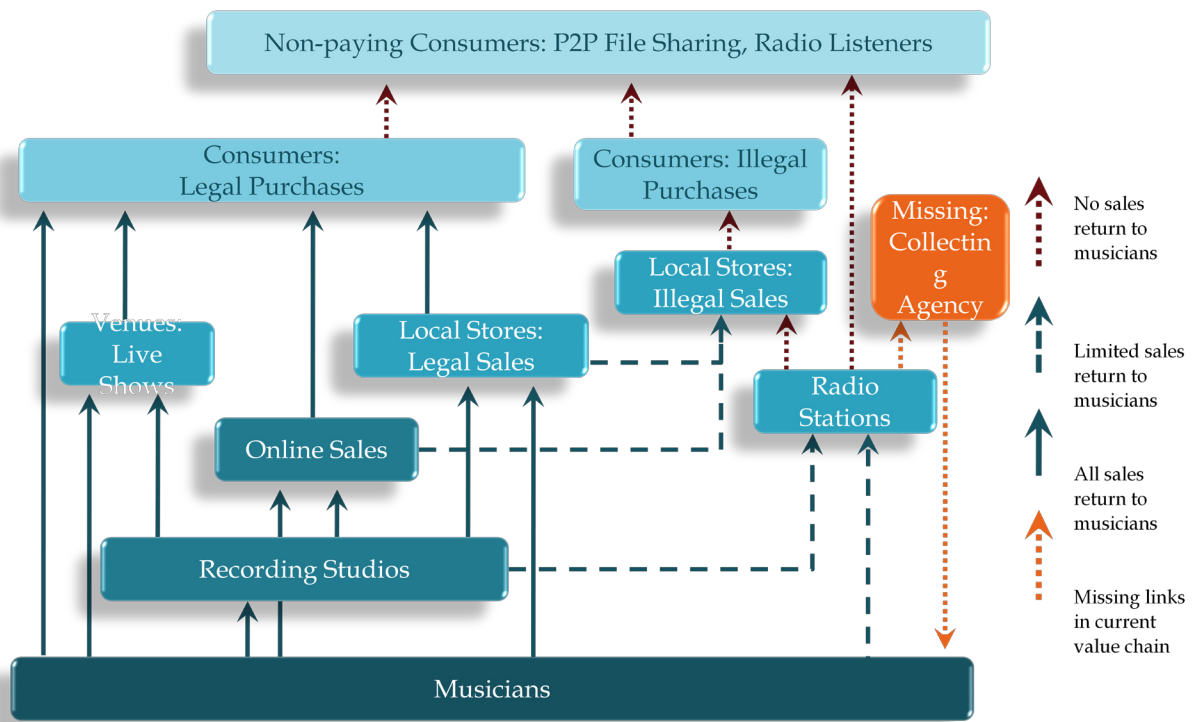 Non-paying Consumers: P2P File Sharing, Radio Listeners
Consumers:
Legal Purchases
Consumers: Illegal
Purchases
Missing:
Collectin
g
Agency
No sales
return to
musicians
Local Stores:
Illegal Sales
Venues:
Live
Shows
Local Stores:
Legal Sales
Limited sales
return to
musicians
Radio
Stations
Online Sales
All sales
return to
musicians
Recording Studios
Missing links
in current
value chain
Musicians